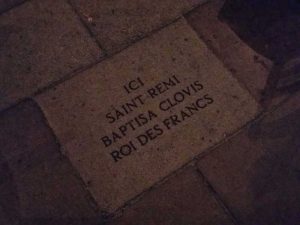 ICI
SAINT REMI
BAPTISA CLOVIS
ROI DES FRANCS